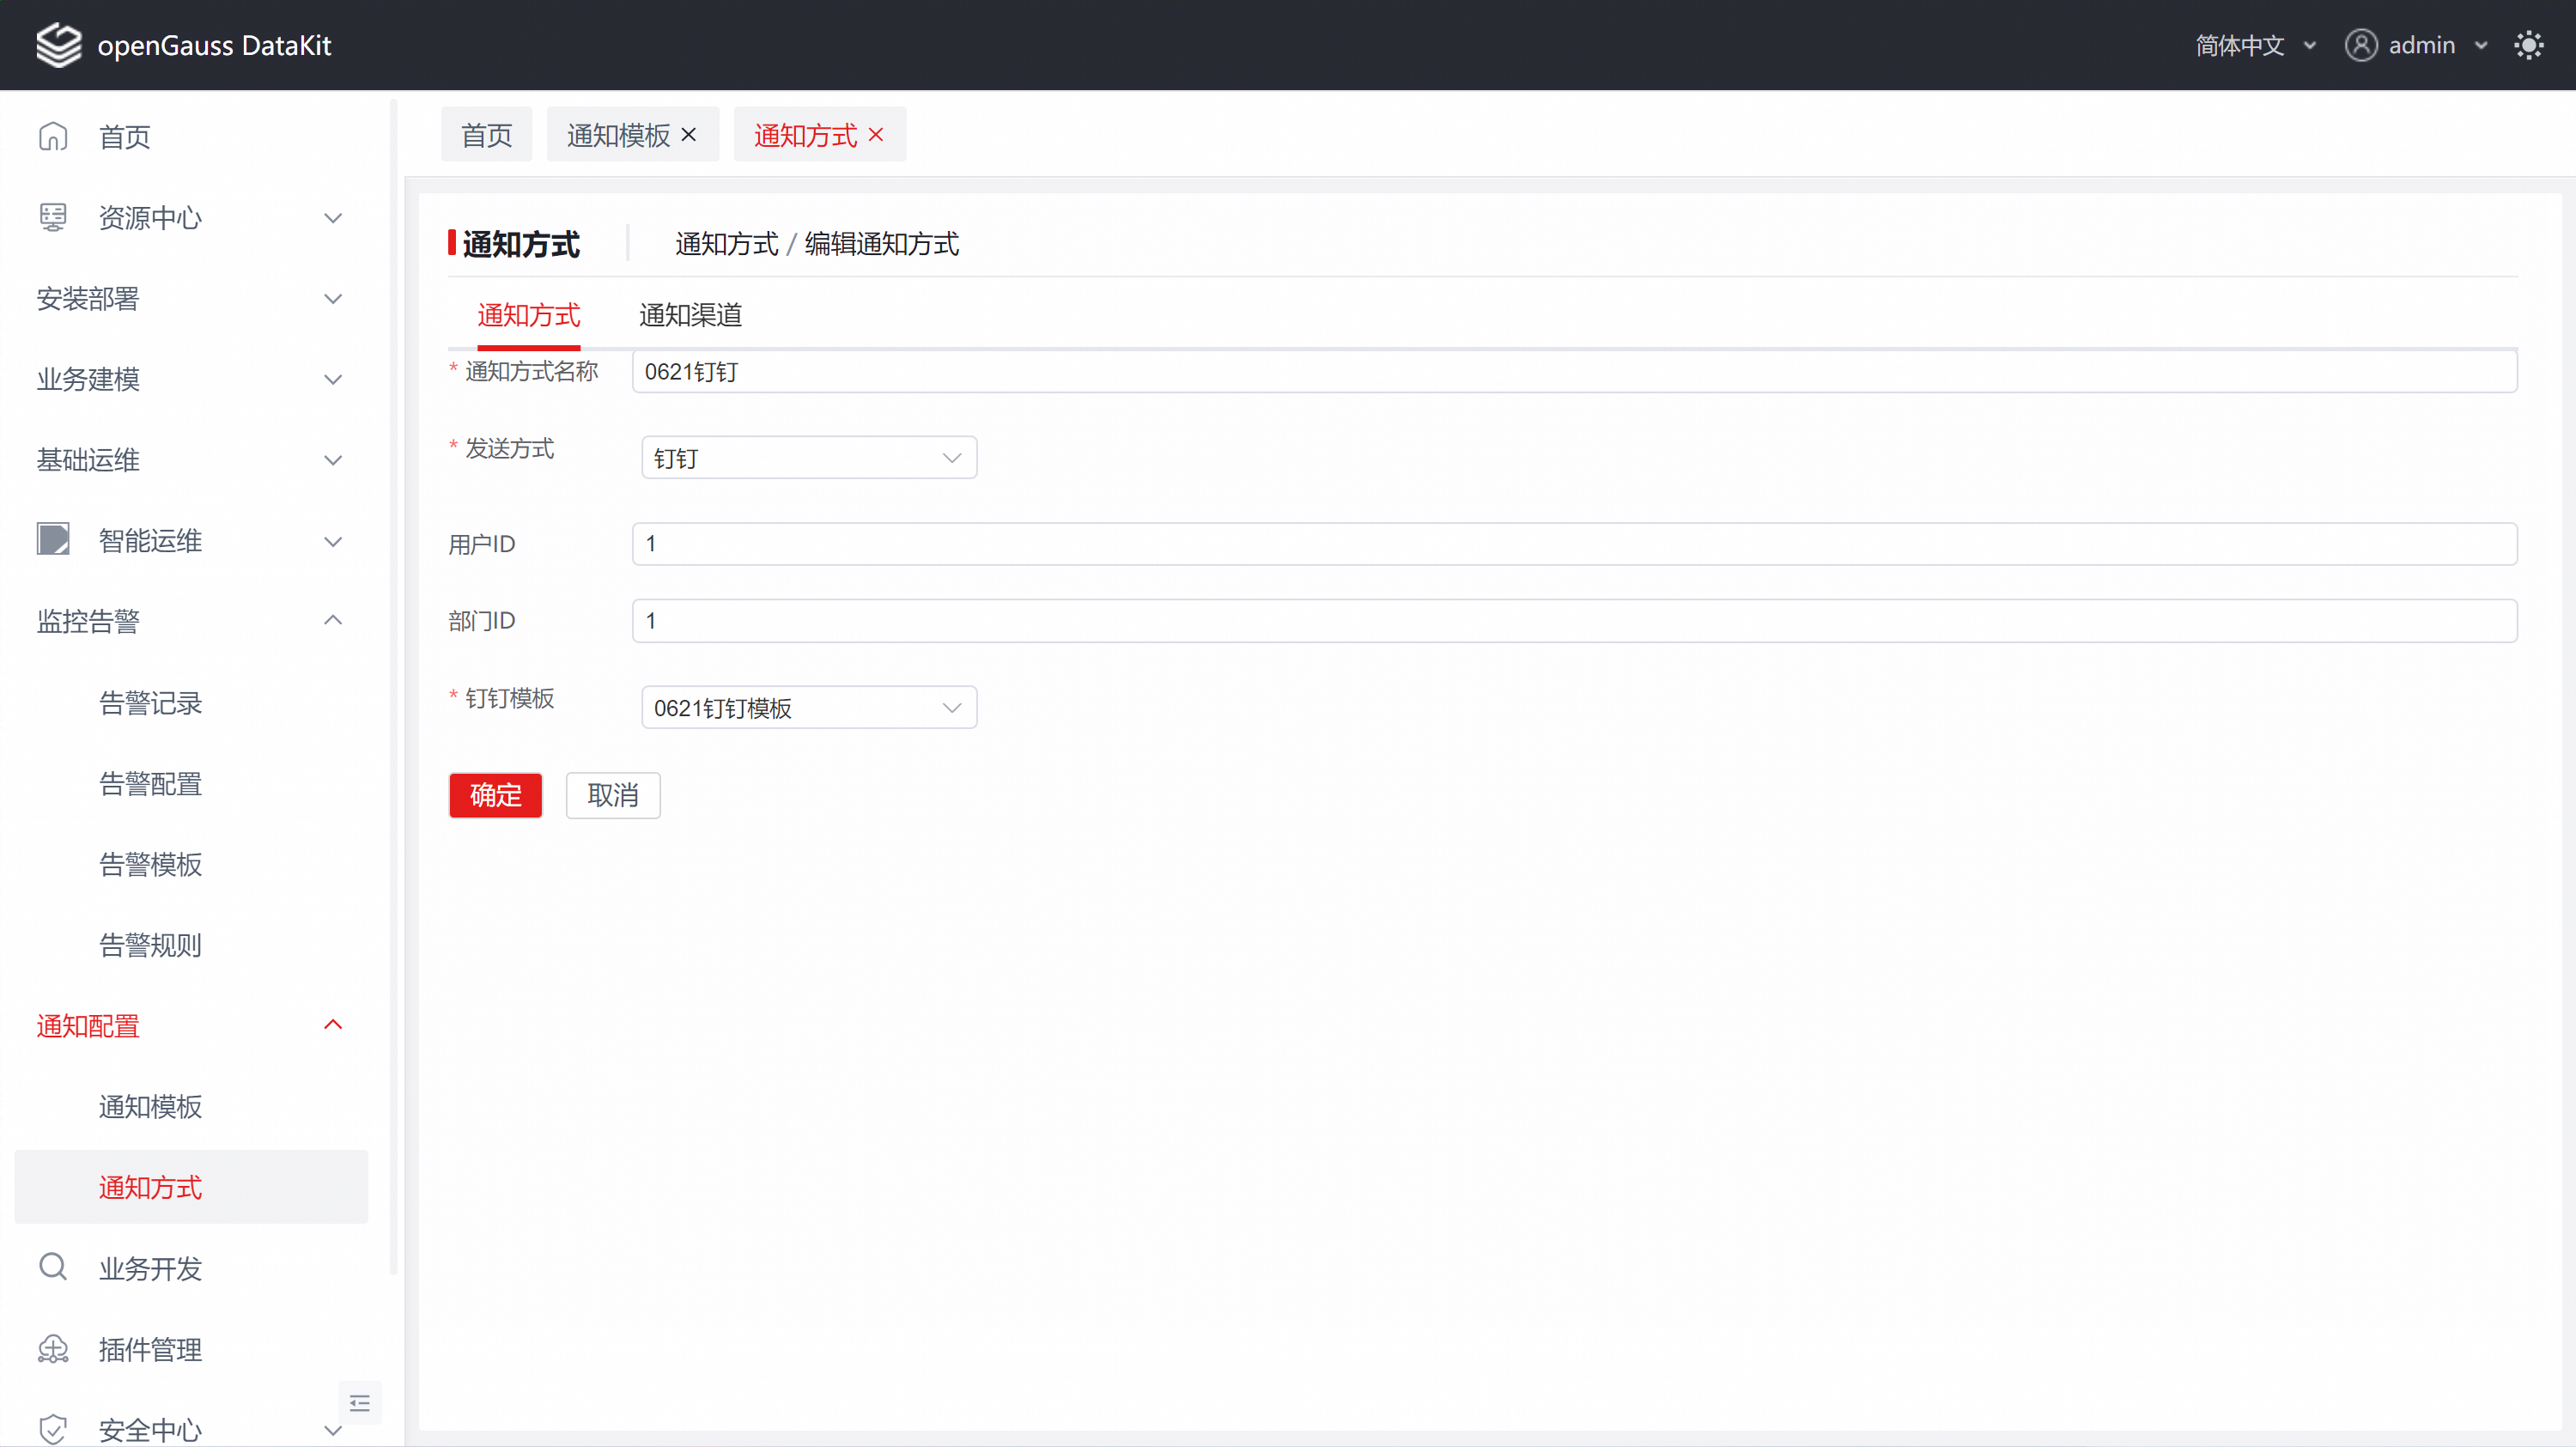 openGauss DataKit
简体中文
admin
首页
资源中心
安装部署
业务建模
基础运维
智能运维
监控告警
告警记录
告警配置
告警模板
告警规则
通知配置
通知模板
通知方式
业务开发
插件管理
安全中心
首页 通知模板 通知方式
通知方式 通知方式 / 编辑通知方式
通知方式 通知渠道
* 通知方式名称 0621钉钉
* 发送方式 钉钉
用户ID 1
部门ID 1
* 钉钉模板 0621钉钉模板
确定 取消